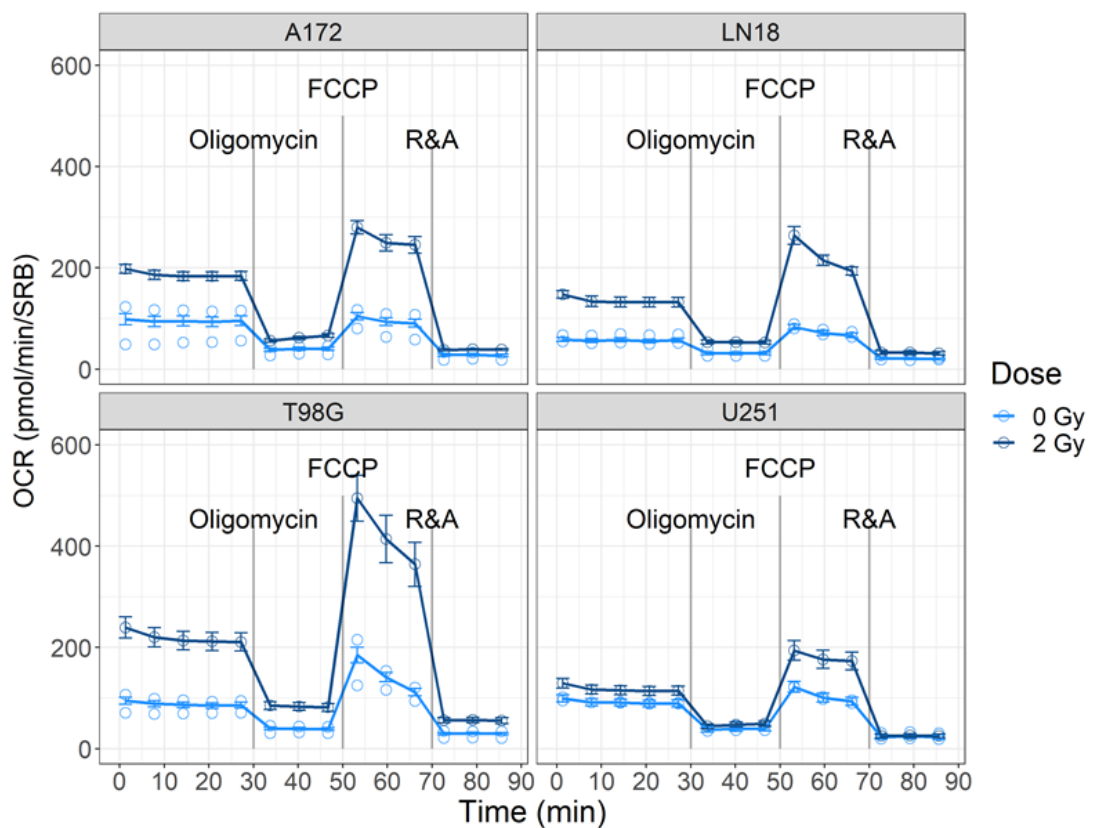 A172
LN18
600
FCCP
FCCP
Oligomycin
R&A
Oligomycin
R&A
400
200
0
T98G
U251
600
FCCP
FCCP
Oligomycin
R&A
Oligomycin
R&A
400
200
0
0 10 20 30 40 50 60 70 80 90
0 10 20 30 40 50 60 70 80 90
Time (min)
OCR (pmol/min/SRB)
Dose
0 Gy
2 Gy